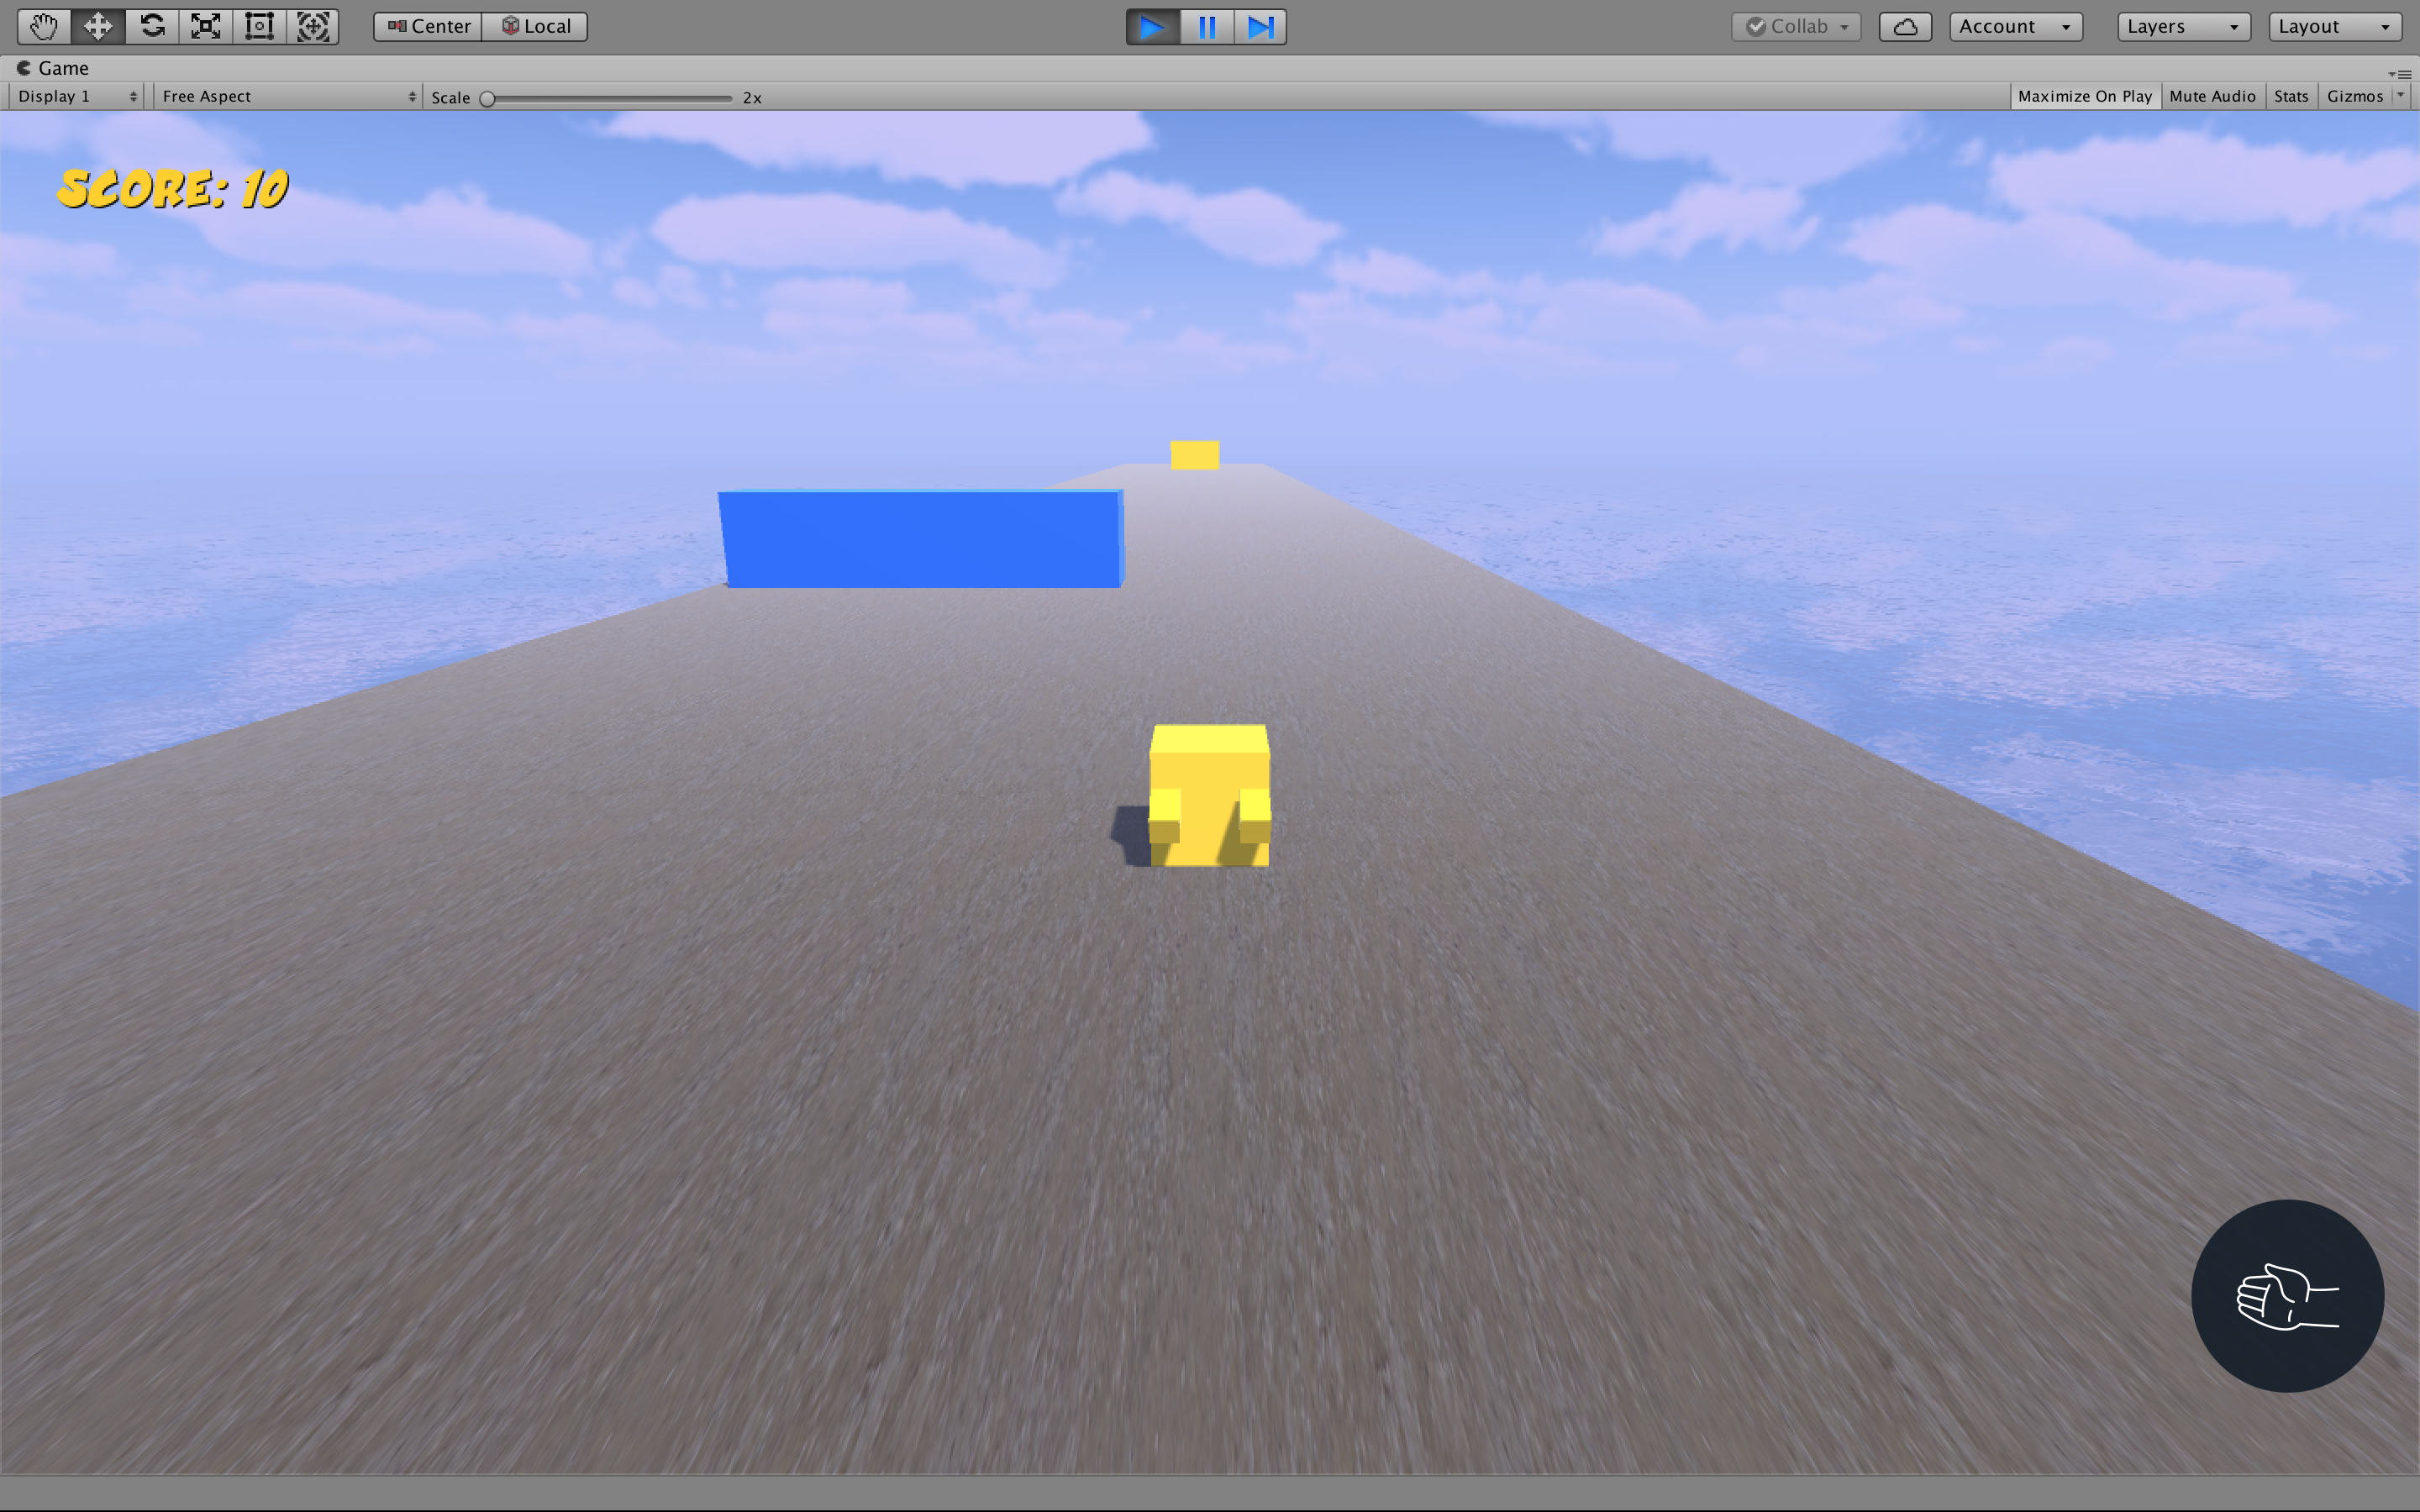 Center Local Collab Account Layers Layout
Game
Display 1 Free Aspect Scale 2x Maximize On Play Mute Audio Stats Gizmos
SCORE: 10